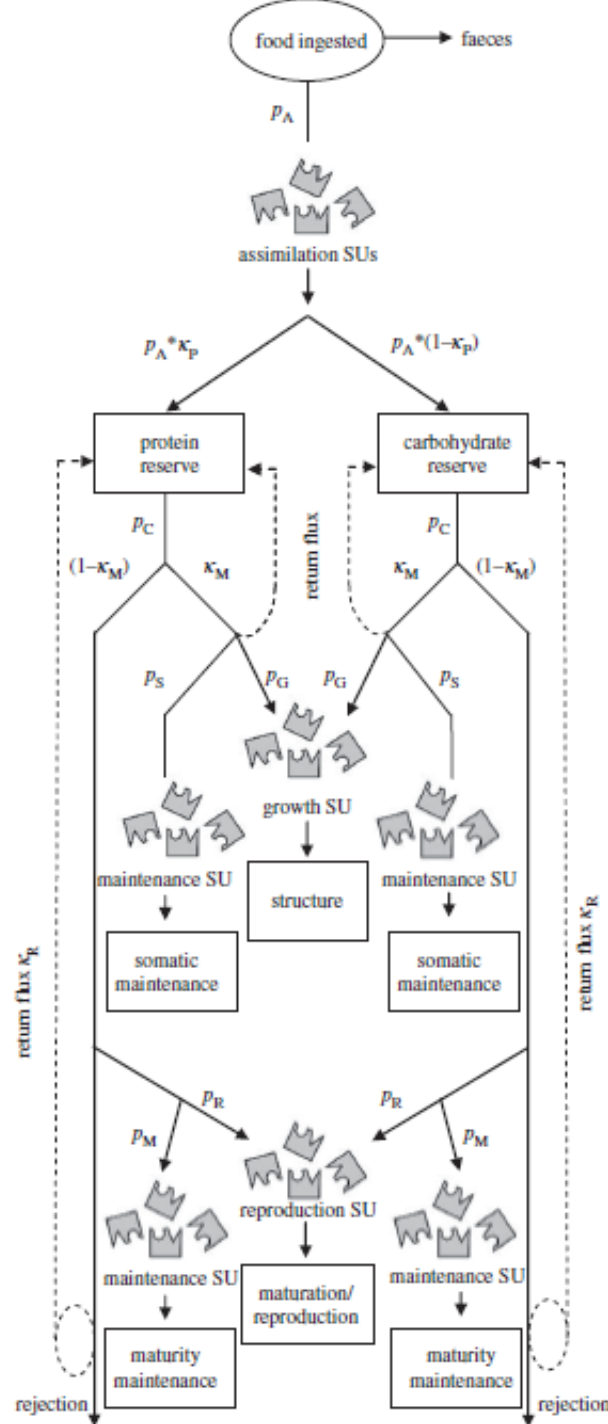 food ingested
faeces
p_A
assimilation SUs
p_A*κ_P
p_A*(1–κ_P)
protein
reserve
carbohydrate
reserve
p_C
p_C
return flux
(1–κ_M)
κ_M
κ_M
(1–κ_M)
p_S
p_G
p_G
p_S
growth SU
maintenance SU
maintenance SU
structure
somatic
maintenance
somatic
maintenance
return flux κ_R
return flux κ_R
p_R
p_R
p_M
p_M
reproduction SU
maintenance SU
maintenance SU
maturation/
reproduction
maturity
maintenance
maturity
maintenance
rejection
rejection